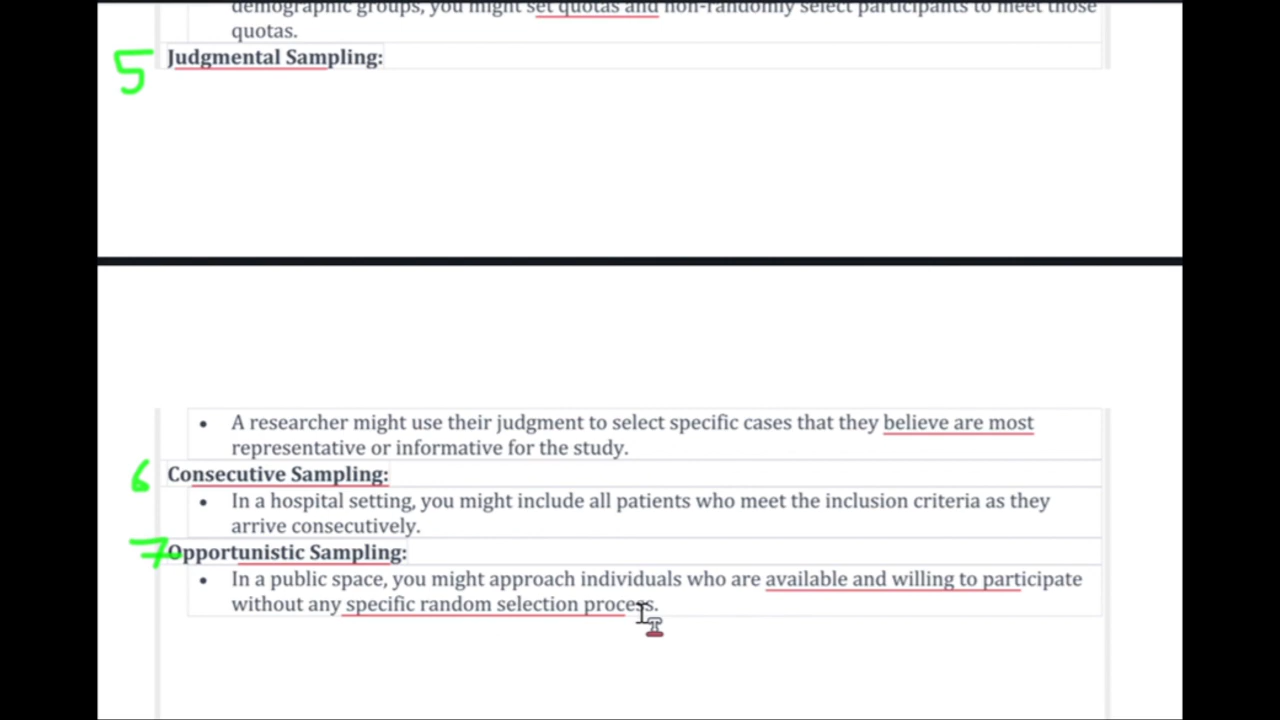 demographic groups, you might set quotas and non-randomly select participants to meet those
quotas.
5 Judgmental Sampling:
• A researcher might use their judgment to select specific cases that they believe are most
representative or informative for the study.
6 Consecutive Sampling:
• In a hospital setting, you might include all patients who meet the inclusion criteria as they
arrive consecutively.
7 Opportunistic Sampling:
• In a public space, you might approach individuals who are available and willing to participate
without any specific random selection process.